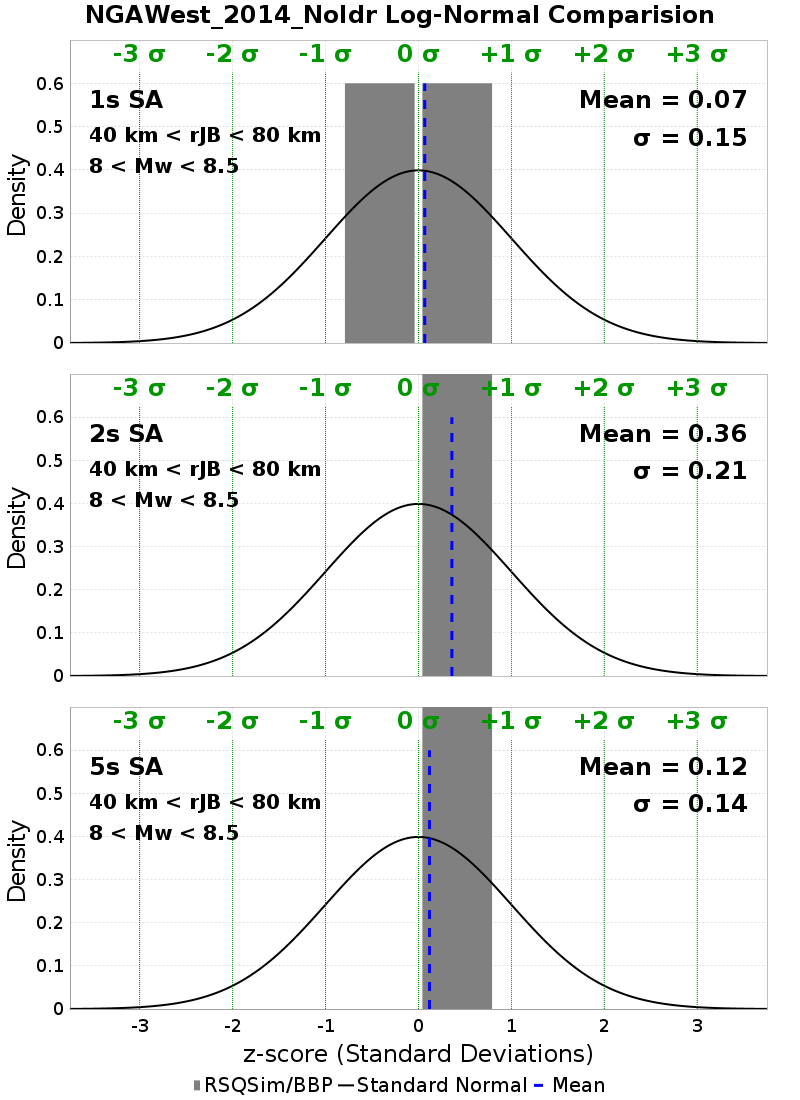 NGAWest_2014_NoIdr Log-Normal Comparision
-3 σ -2 σ -1 σ 0 σ +1 σ +2 σ +3 σ
1s SA
40 km < rJB < 80 km
8 < Mw < 8.5
Mean = 0.07
σ = 0.15
0.6
0.5
0.4
0.3
0.2
0.1
0
Density
-3 σ -2 σ -1 σ 0 σ +1 σ +2 σ +3 σ
2s SA
40 km < rJB < 80 km
8 < Mw < 8.5
Mean = 0.36
σ = 0.21
0.6
0.5
0.4
0.3
0.2
0.1
0
Density
-3 σ -2 σ -1 σ 0 σ +1 σ +2 σ +3 σ
5s SA
40 km < rJB < 80 km
8 < Mw < 8.5
Mean = 0.12
σ = 0.14
0.6
0.5
0.4
0.3
0.2
0.1
0
Density
-3 -2 -1 0 1 2 3
z-score (Standard Deviations)
RSQSim/BBP Standard Normal Mean